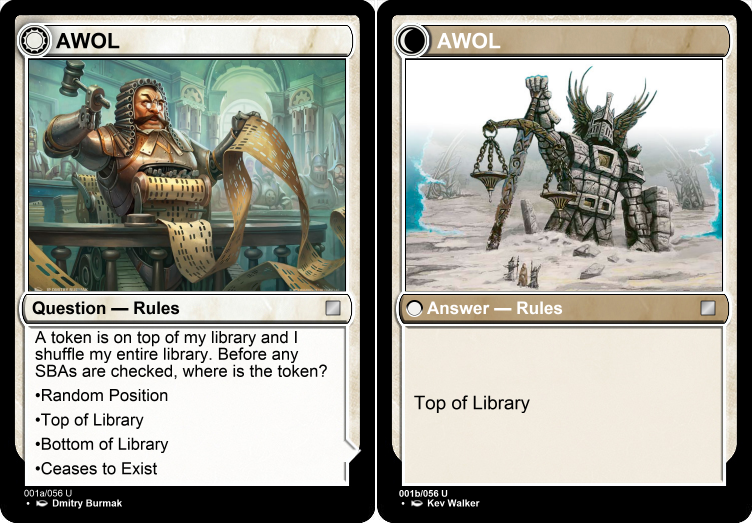 AWOL
Question — Rules
A token is on top of my library and I
shuffle my entire library. Before any
SBAs are checked, where is the token?
•Random Position
•Top of Library
•Bottom of Library
•Ceases to Exist
001a/056 U
• Dmitry Burmak
AWOL
Answer — Rules
Top of Library
001b/056 U
• Kev Walker